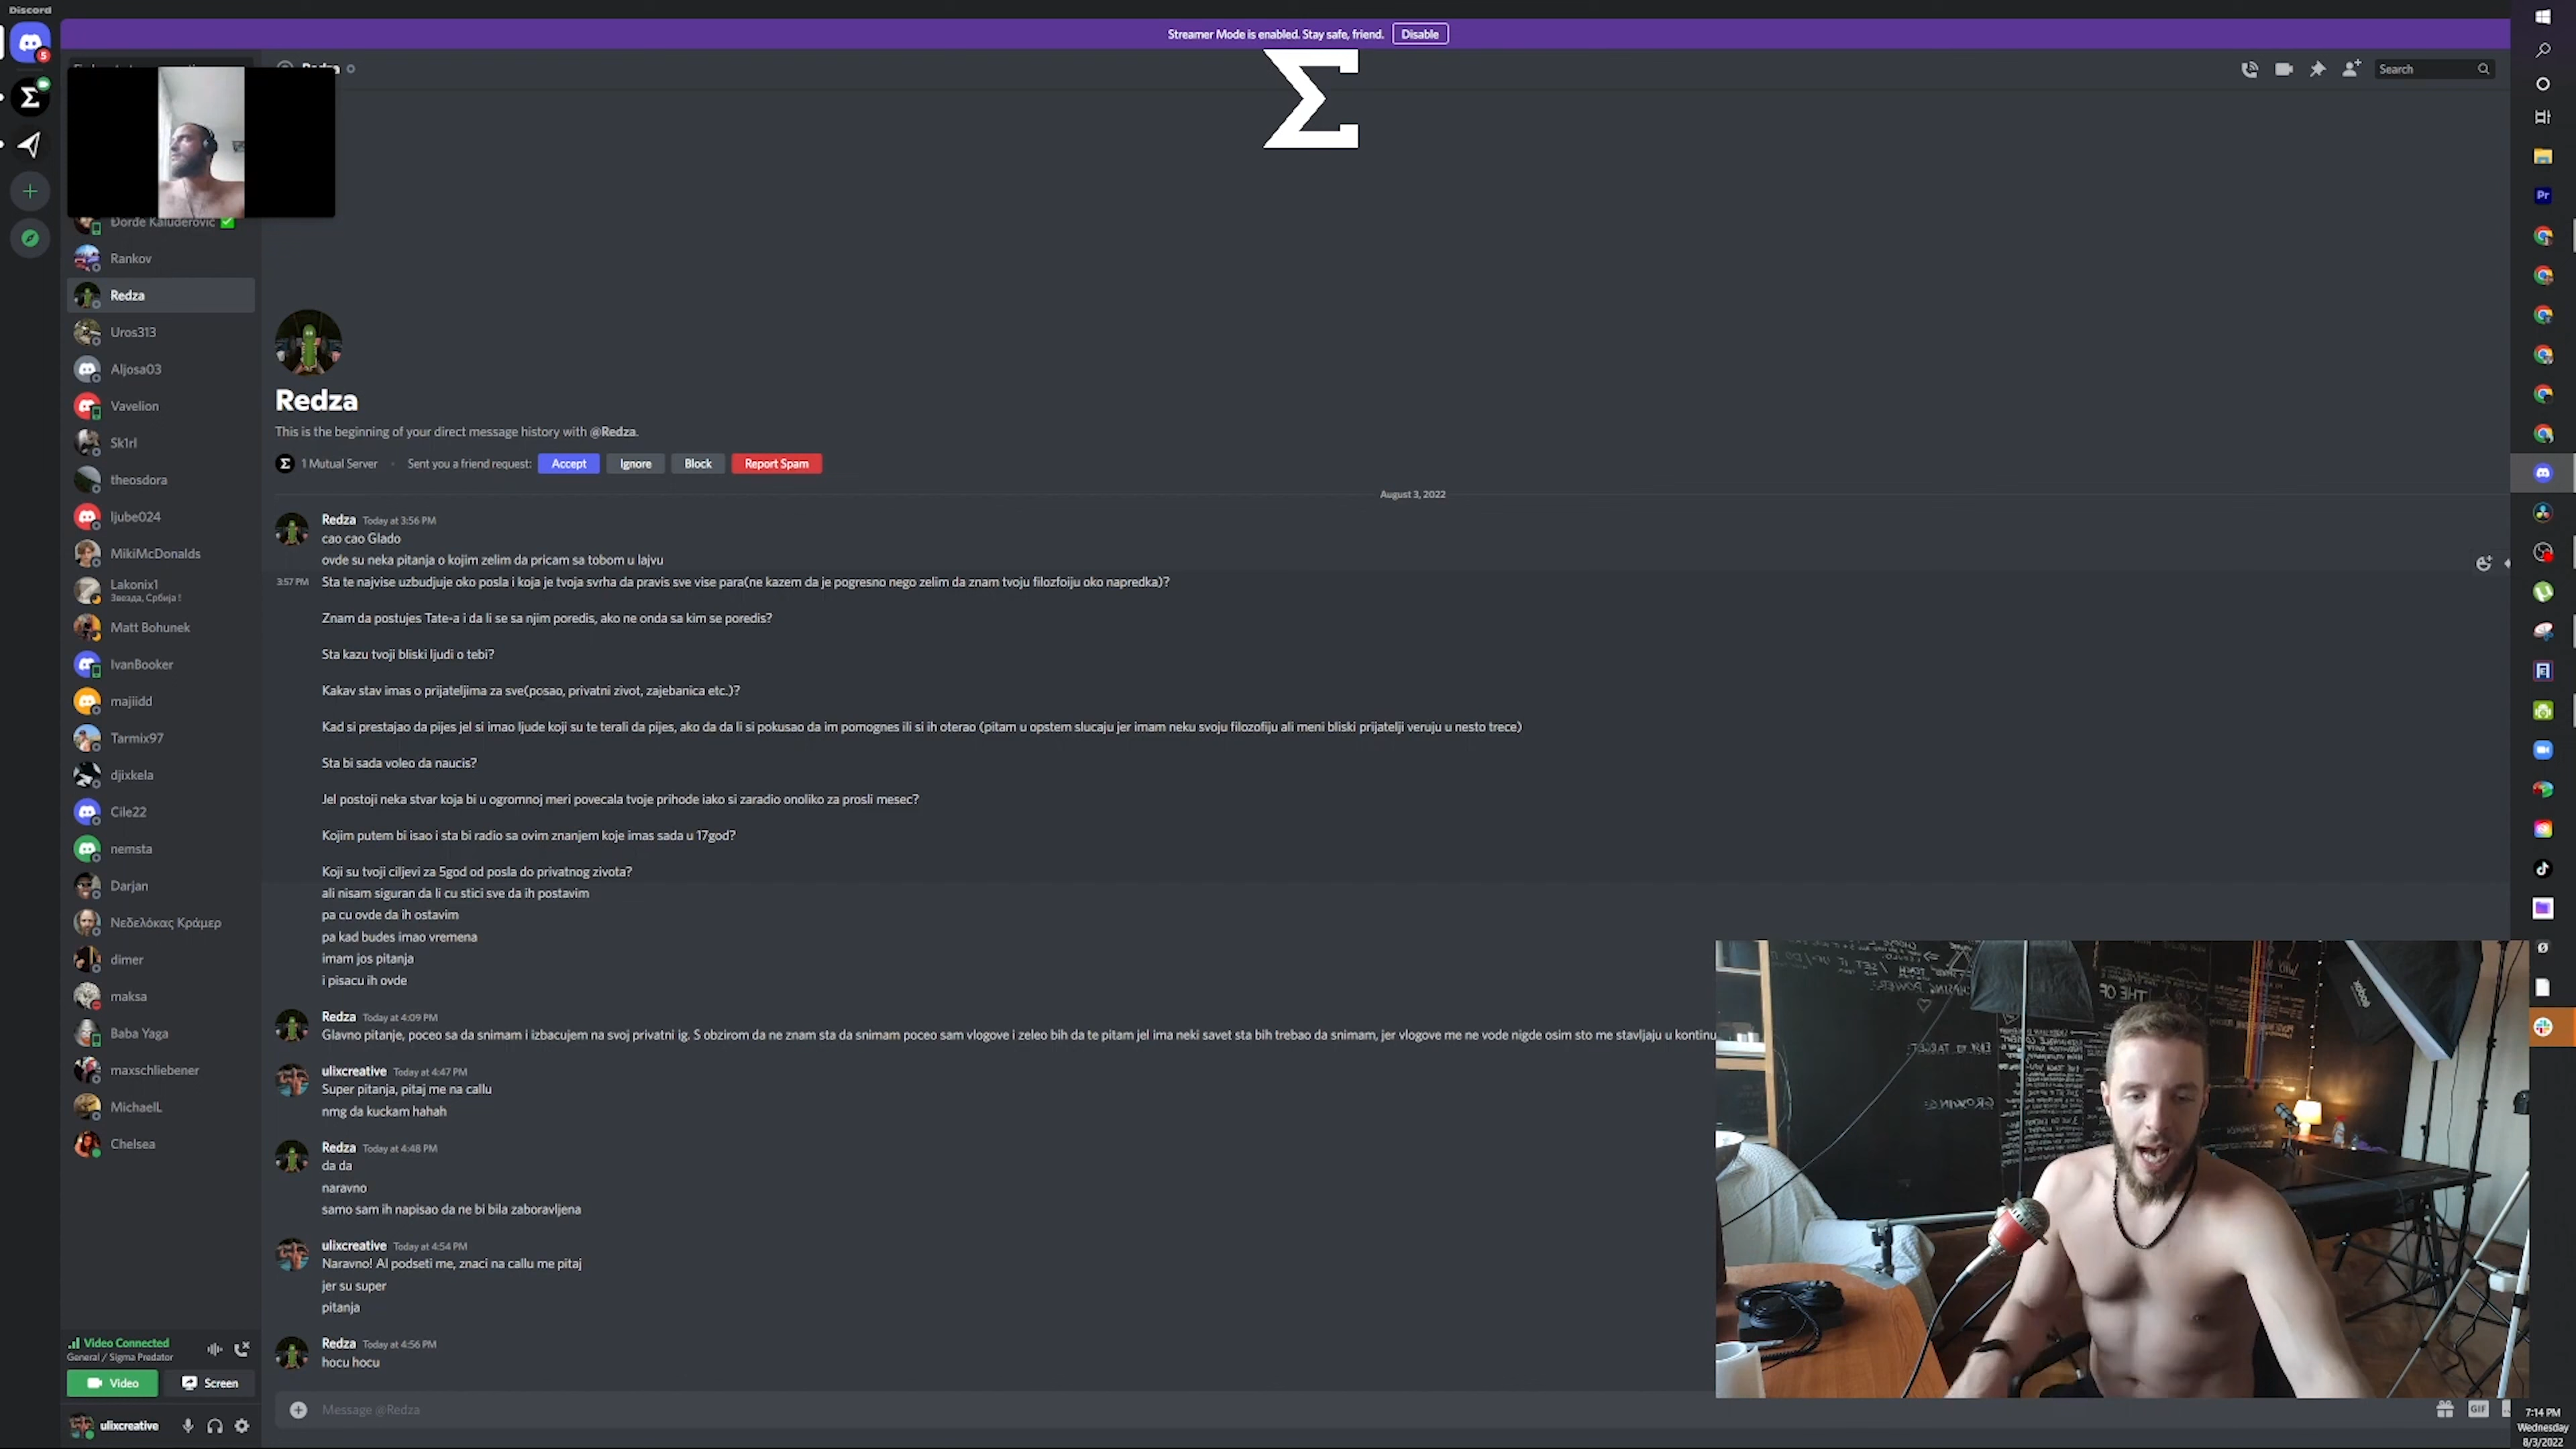 Discord
Streamer Mode is enabled. Stay safe, friend.
Disable
5
Σ
Redza
Search
Đorđe Kaluđerović
Rankov
Redza
Uros313
Aljosa03
Vavelion
Sk1rl
theosdora
ljube024
MikiMcDonalds
Lakonix1
Звезда, Србија !
Matt Bohunek
IvanBooker
majiidd
Tarmix97
djixkela
Cile22
nemsta
Darjan
Νεδελόκας Κράμερ
dimer
maksa
Baba Yaga
maxschliebener
MichaelL
Chelsea
Video Connected
General / Sigma Predator
Video
Screen
ulixcreative
Redza
This is the beginning of your direct message history with @Redza.
1 Mutual Server
Sent you a friend request:
Accept
Ignore
Block
Report Spam
August 3, 2022
Redza Today at 3:56 PM
cao cao Glado
ovde su neka pitanja o kojim zelim da pricam sa tobom u lajvu
3:57 PM Sta te najvise uzbudjuje oko posla i koja je tvoja svrha da pravis sve vise para(ne kazem da je pogresno nego zelim da znam tvoju filozfoiju oko napredka)?
Znam da postujes Tate-a i da li se sa njim poredis, ako ne onda sa kim se poredis?
Sta kazu tvoji bliski ljudi o tebi?
Kakav stav imas o prijateljima za sve(posao, privatni zivot, zajebanica etc.)?
Kad si prestajao da pijes jel si imao ljude koji su te terali da pijes, ako da da li si pokusao da im pomognes ili si ih oterao (pitam u opstem slucaju jer imam neku svoju filozofiju ali meni bliski prijatelji veruju u nesto trece)
Sta bi sada voleo da naucis?
Jel postoji neka stvar koja bi u ogromnoj meri povecala tvoje prihode iako si zaradio onoliko za prosli mesec?
Kojim putem bi isao i sta bi radio sa ovim znanjem koje imas sada u 17god?
Koji su tvoji ciljevi za 5god od posla do privatnog zivota?
ali nisam siguran da li cu stici sve da ih postavim
pa cu ovde da ih ostavim
pa kad budes imao vremena
imam jos pitanja
i pisacu ih ovde
Redza Today at 4:09 PM
Glavno pitanje, poceo sa da snimam i izbacujem na svoj privatni ig. S obzirom da ne znam sta da snimam poceo sam vlogove i zeleo bih da te pitam jel ima neki savet sta bih trebao da snimam, jer vlogove me ne vode nigde osim sto me stavljaju u kontinu
ulixcreative Today at 4:47 PM
Super pitanja, pitaj me na callu
nmg da kuckam hahah
Redza Today at 4:48 PM
da da
naravno
samo sam ih napisao da ne bi bila zaboravljena
ulixcreative Today at 4:54 PM
Naravno! Al podseti me, znaci na callu me pitaj
jer su super
pitanja
Redza Today at 4:56 PM
hocu hocu
Message @Redza
GIF
Pr
THE OF
GROWING:
godox
7:14 PM
Wednesday
8/3/2022